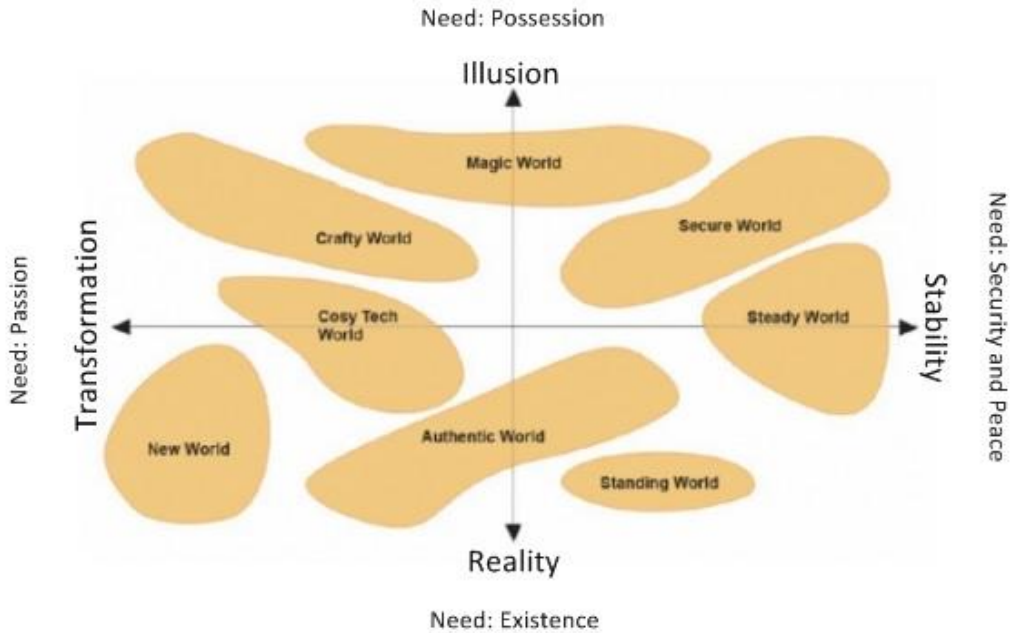 Need: Possession
Illusion
Magic World
Secure World
Crafty World
Need: Passion
Transformation
Cosy Tech
World
Steady World
Stability
Need: Security and Peace
New World
Authentic World
Standing World
Reality
Need: Existence